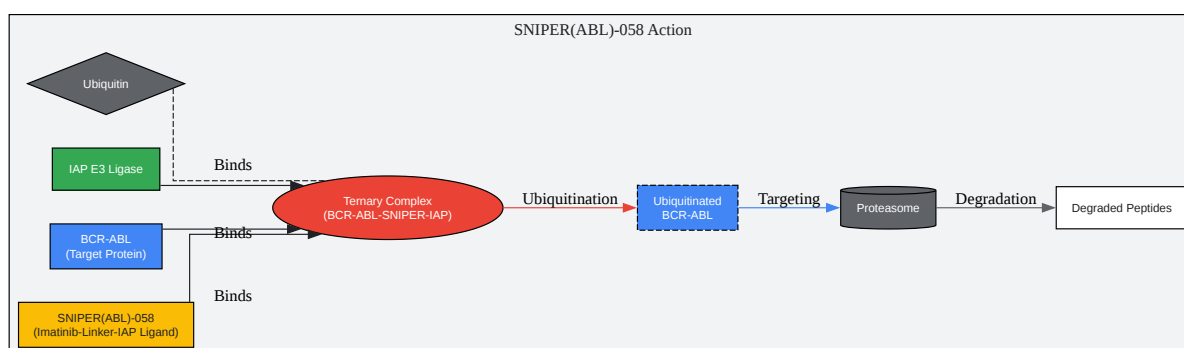 SNIPER(ABL)-058 Action
Ubiquitin
IAP E3 Ligase
Binds
BCR-ABL
(Target Protein)
Binds
SNIPER(ABL)-058
(Imatinib-Linker-IAP Ligand)
Binds
Ternary Complex
(BCR-ABL-SNIPER-IAP)
Ubiquitination
Ubiquitinated
BCR-ABL
Targeting
Proteasome
Degradation
Degraded Peptides